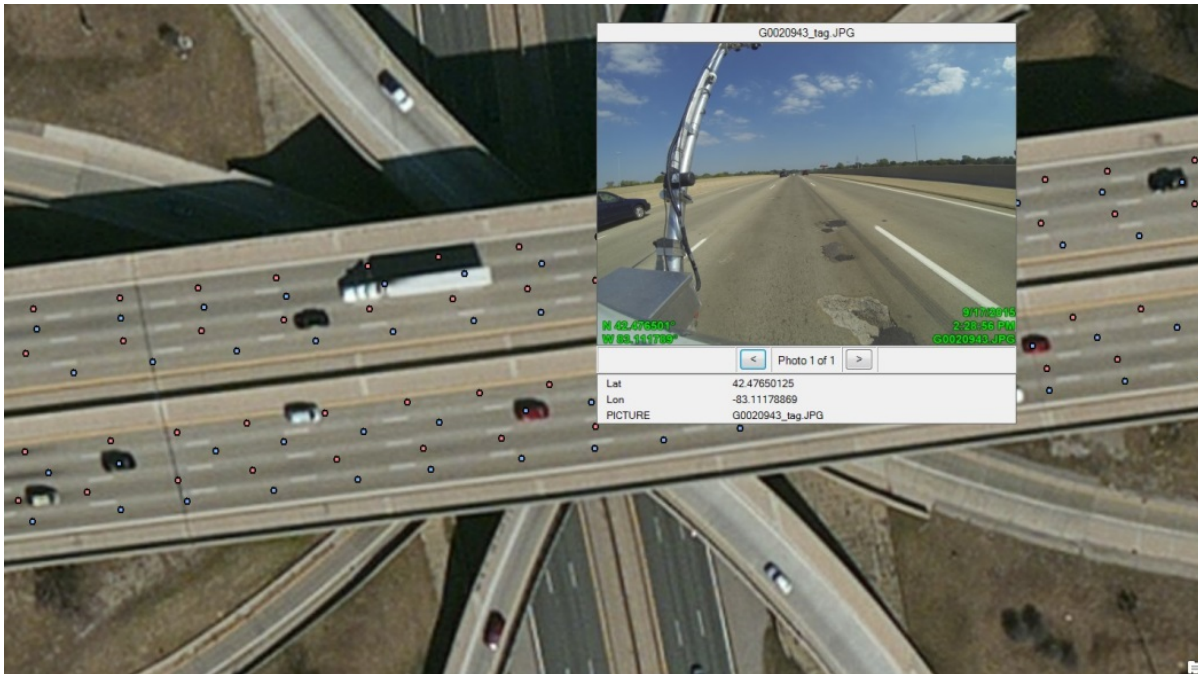 G0020943_tag.JPG
N 42.476501°
W 83.111789°
9/17/2015
2:28:56 PM
G0020943.JPG
<
Photo 1 of 1
>
Lat 42.47650125
Lon -83.11178869
PICTURE G0020943_tag.JPG